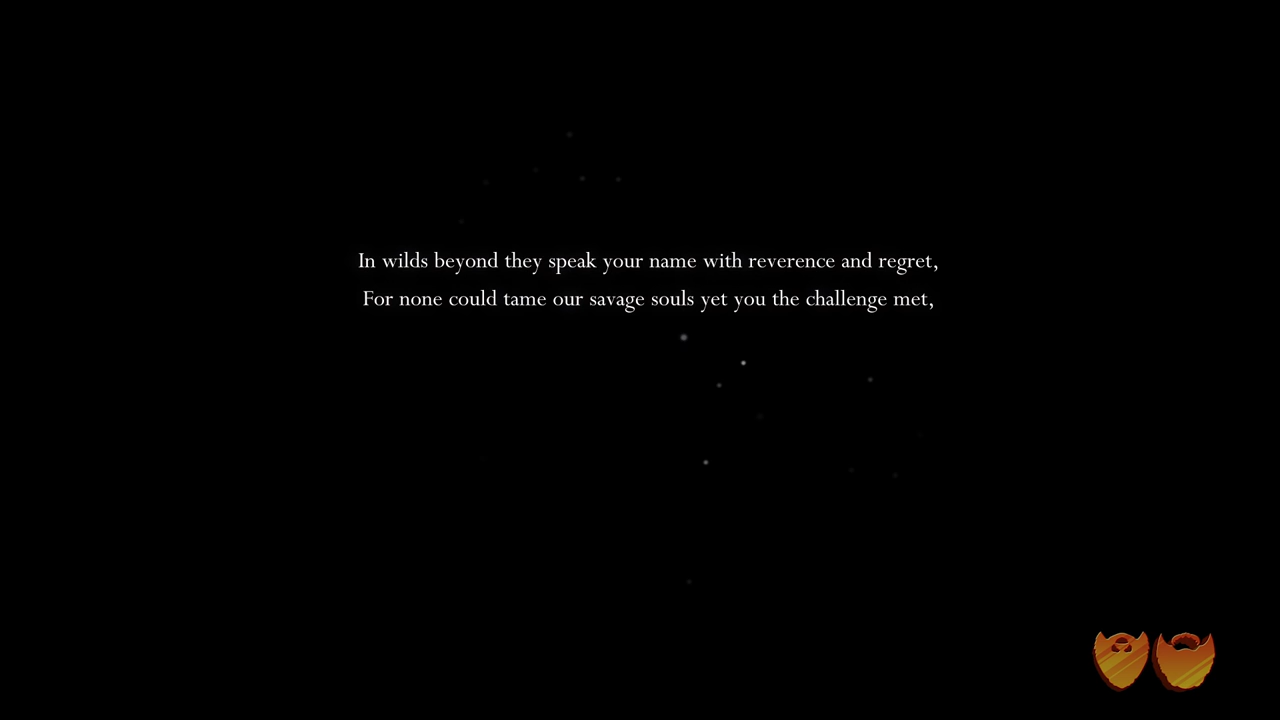 In wilds beyond they speak your name with reverence and regret,
For none could tame our savage souls yet you the challenge met,